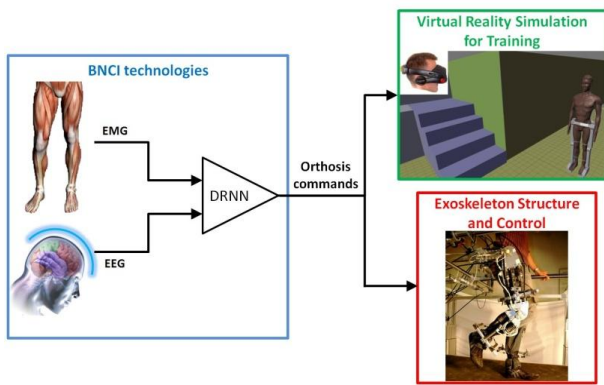 BNCI technologies
EMG
DRNN
EEG
Orthosis
commands
Virtual Reality Simulation
for Training
Exoskeleton Structure
and Control